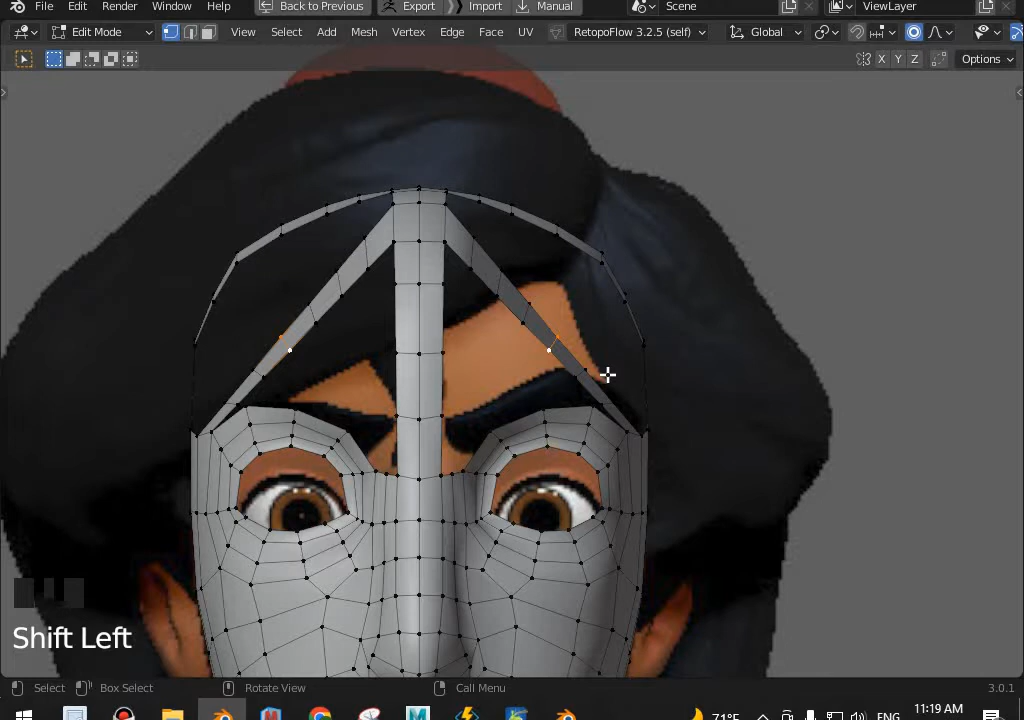 File Edit Render Window Help Back to Previous Export Import Manual Scene ViewLayer
Edit Mode View Select Add Mesh Vertex Edge Face UV RetopoFlow 3.2.5 (self) Global
X Y Z Options
Shift Left
Select Box Select Rotate View Call Menu 3.0.1
71°F ENG 11:19 AM